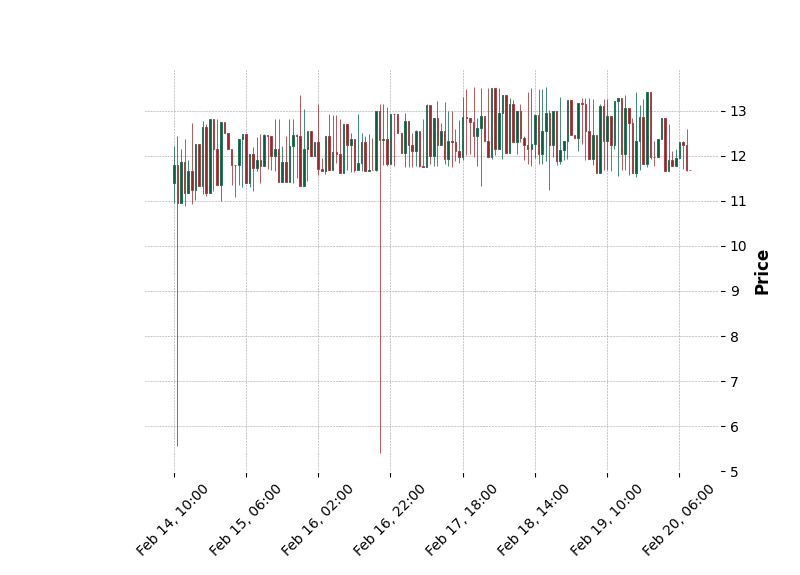 13
12
11
10
9
8
7
6
5
Price
Feb 14, 10:00
Feb 15, 06:00
Feb 16, 02:00
Feb 16, 22:00
Feb 17, 18:00
Feb 18, 14:00
Feb 19, 10:00
Feb 20, 06:00